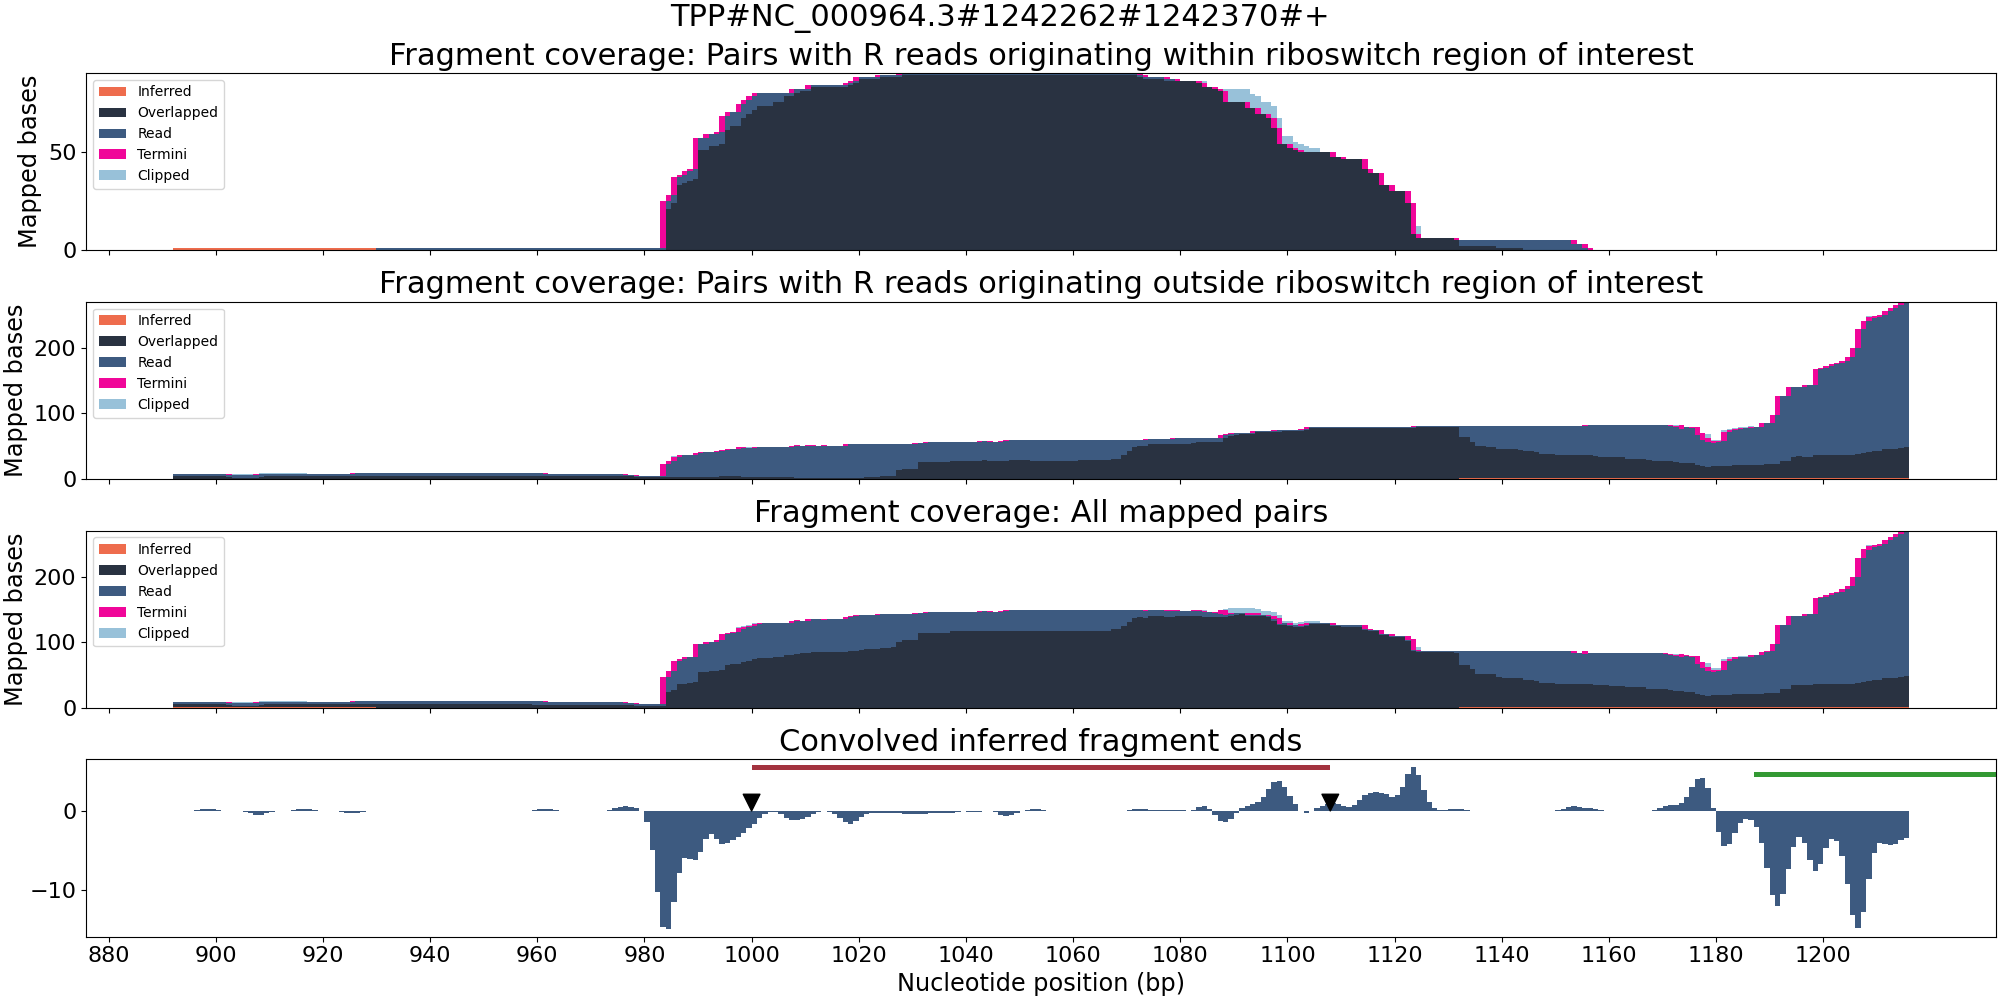 TPP#NC_000964.3#1242262#1242370#+
Fragment coverage: Pairs with R reads originating within riboswitch region of interest
Mapped bases
50
0
Inferred
Overlapped
Read
Termini
Clipped
Fragment coverage: Pairs with R reads originating outside riboswitch region of interest
Mapped bases
200
100
0
Inferred
Overlapped
Read
Termini
Clipped
Fragment coverage: All mapped pairs
Mapped bases
200
100
0
Inferred
Overlapped
Read
Termini
Clipped
Convolved inferred fragment ends
0
−10
880 900 920 940 960 980 1000 1020 1040 1060 1080 1100 1120 1140 1160 1180 1200
Nucleotide position (bp)